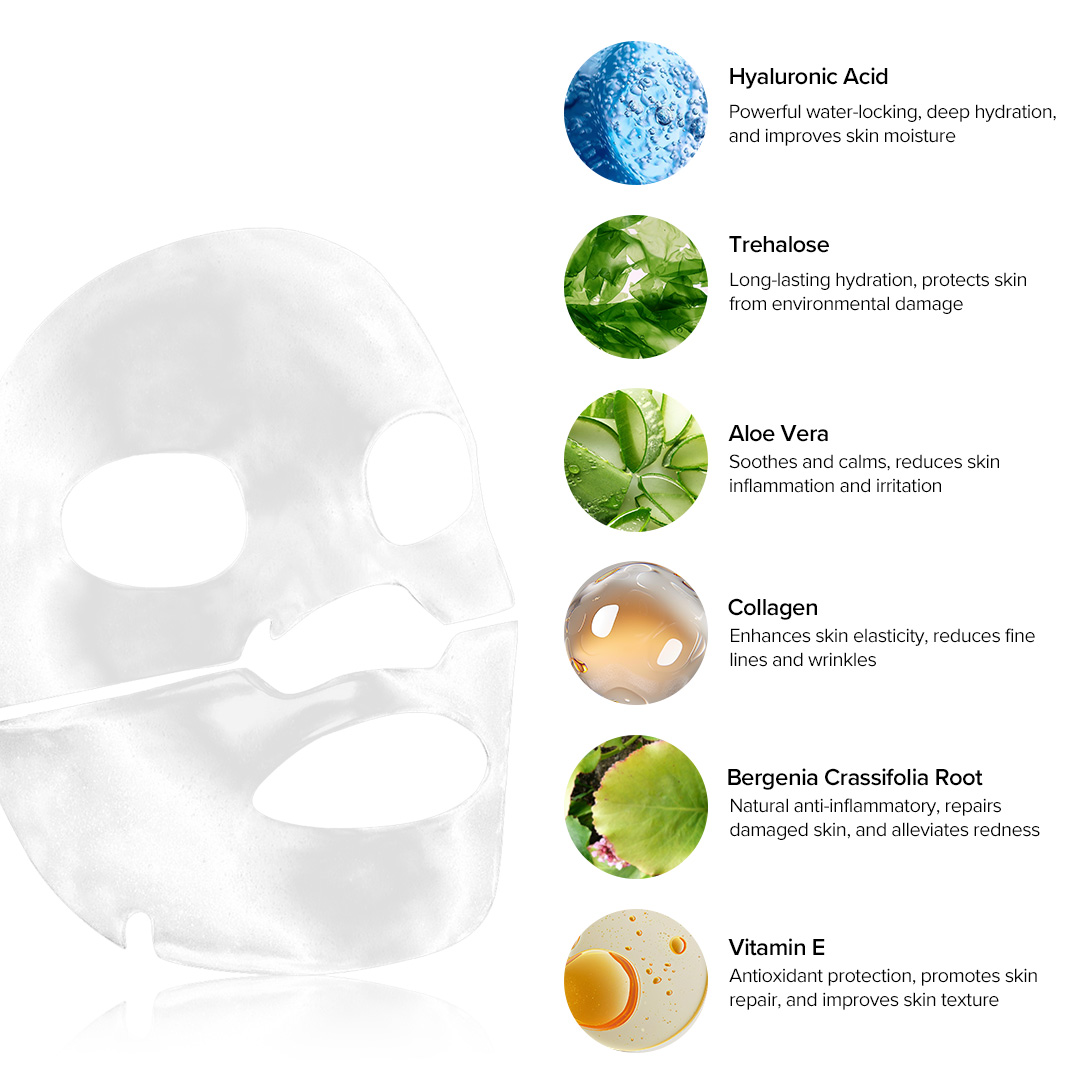 Hyaluronic Acid
Powerful water-locking, deep hydration,
and improves skin moisture
Trehalose
Long-lasting hydration, protects skin
from environmental damage
Aloe Vera
Soothes and calms, reduces skin
inflammation and irritation
Collagen
Enhances skin elasticity, reduces fine
lines and wrinkles
Bergenia Crassifolia Root
Natural anti-inflammatory, repairs
damaged skin, and alleviates redness
Vitamin E
Antioxidant protection, promotes skin
repair, and improves skin texture